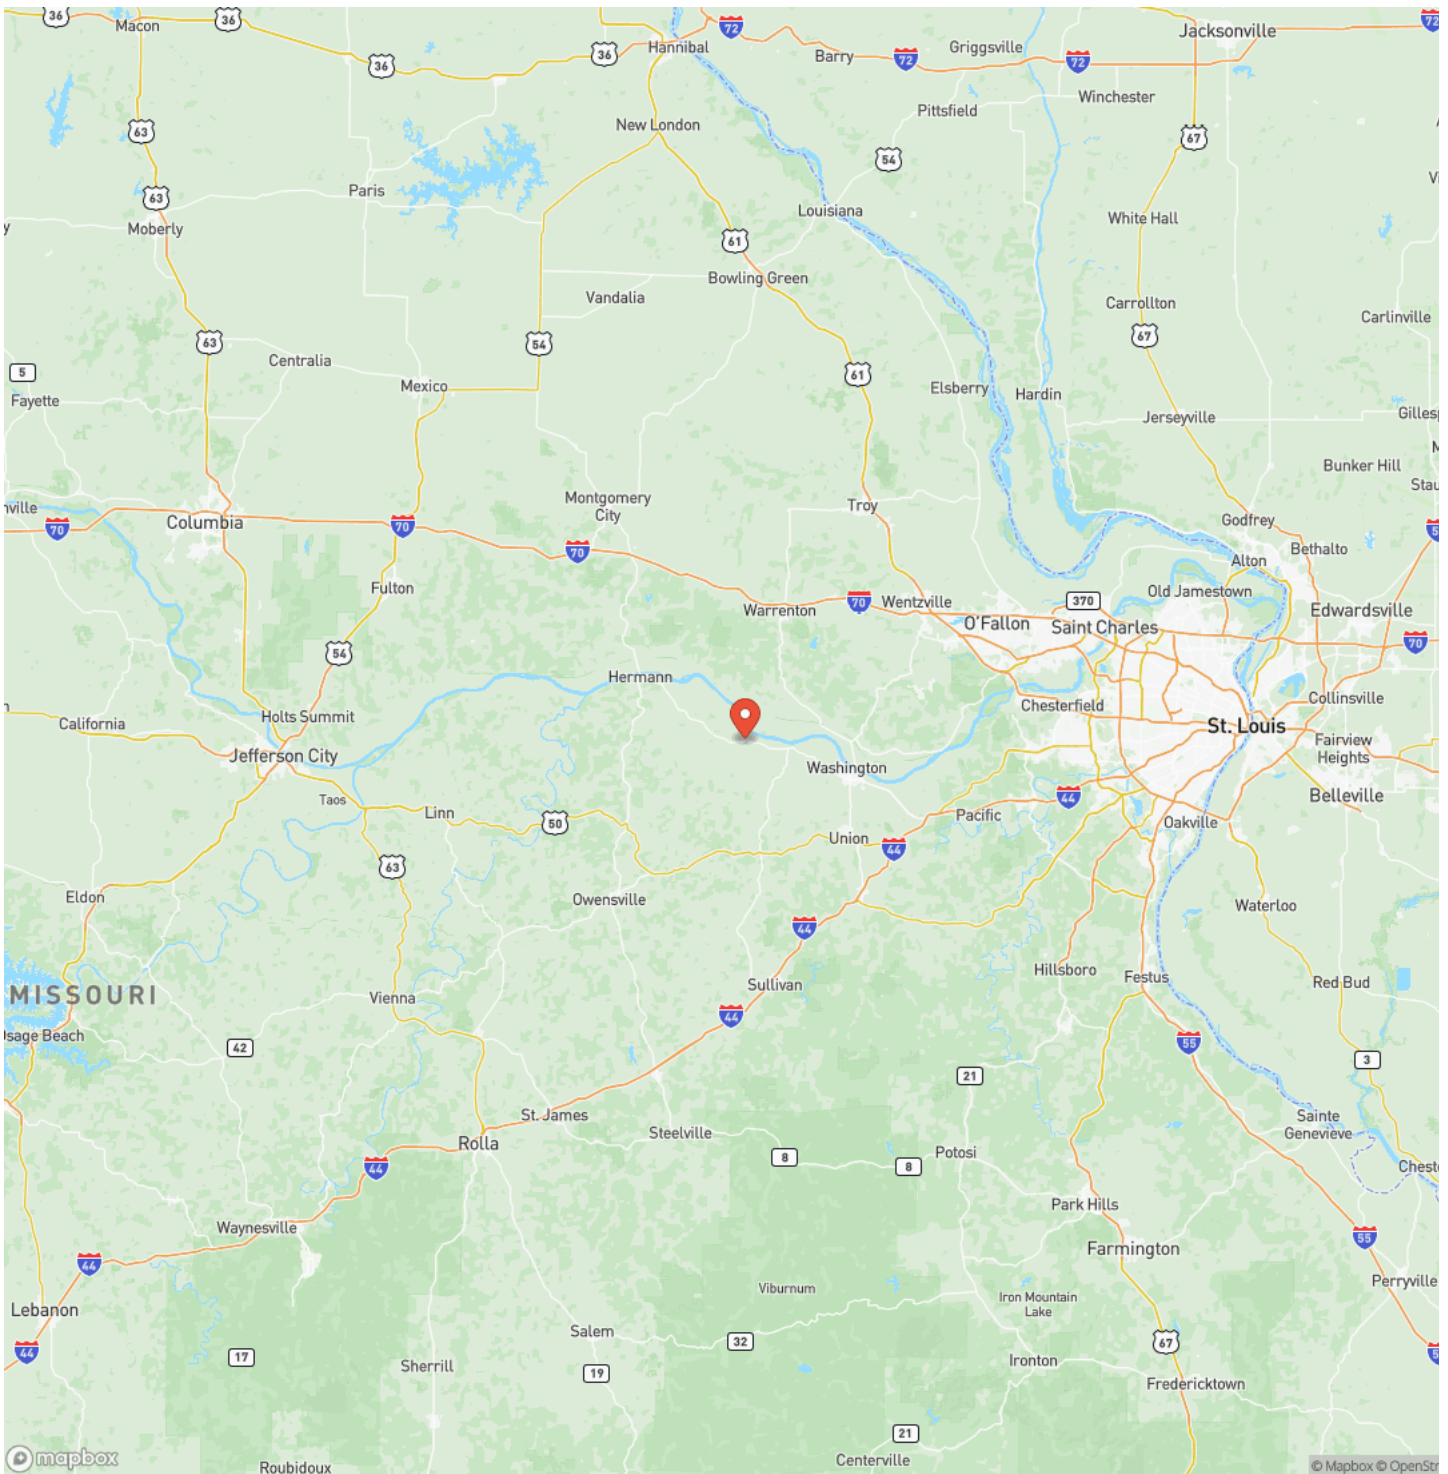 36
36
Macon
36
36
Hannibal
72
Barry
72
Griggsville
72
Jacksonville
72
Winchester
Pittsfield
63
New London
67
54
Paris
63
Louisiana
White Hall
Moberly
61
Bowling Green
Vandalia
Carrollton
Carlinville
67
63
54
Centralia
5
61
Mexico
Elsberry
Hardin
Fayette
Jerseyville
Bunker Hill
Montgomery
City
Troy
Columbia
70
70
70
Godfrey
Bethalto
Alton
Fulton
Old Jamestown
Warrenton
70
Wentzville
370
Edwardsville
O'Fallon
Saint Charles
70
54
Hermann
Collinsville
Chesterfield
California
Holts Summit
St. Louis
Jefferson City
Fairview
Heights
Washington
Belleville
Taos
44
Linn
50
Pacific
Oakville
Union
44
63
Eldon
Owensville
Waterloo
44
Hillsboro
Festus
Sullivan
Red Bud
MISSOURI
Vienna
44
Usage Beach
42
55
3
21
St. James
Sainte
Genevieve
Rolla
Steelville
8
8
Potosi
44
Park Hills
Waynesville
Farmington
55
44
Perryville
Viburnum
Iron Mountain
Lake
Lebanon
Salem
32
67
44
17
Sherrill
19
Ironton
Fredericktown
21
mapbox
Centerville
Roubidoux
© Mapbox © OpenStr